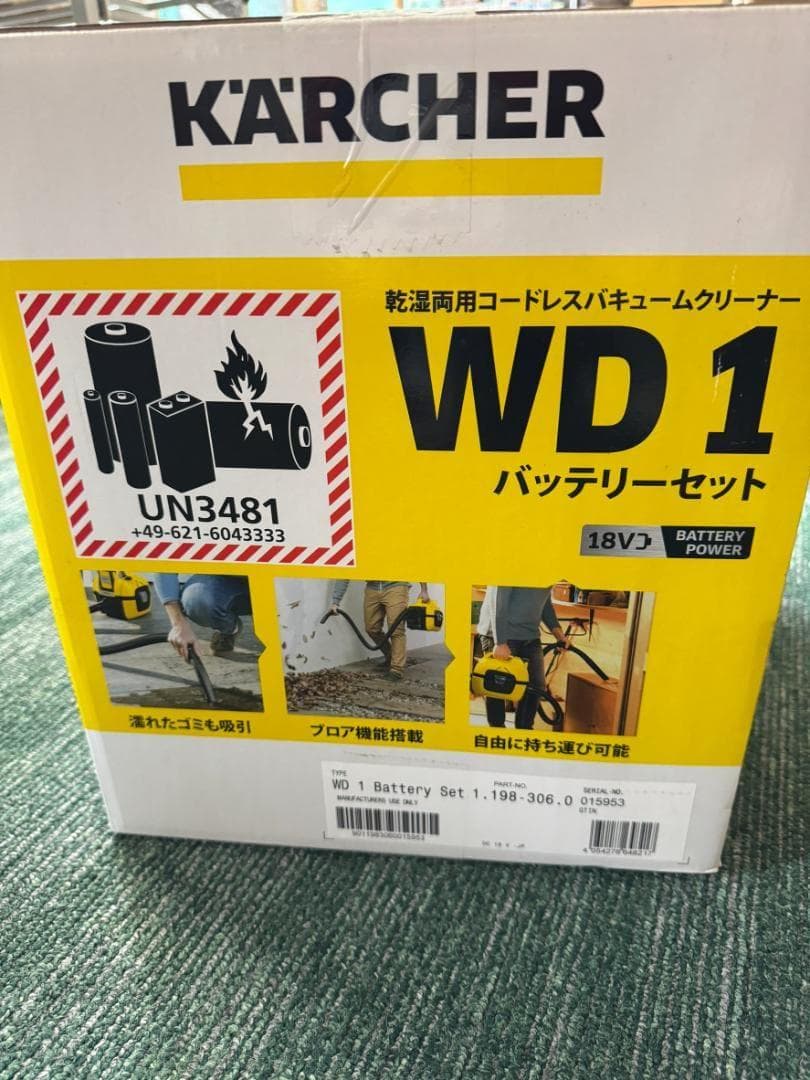 KÄRCHER
乾湿両用コードレスバキュームクリーナー
WD 1
バッテリーセット
18V
BATTERY
POWER
UN3481
+49-621-6043333
濡れたゴミも吸引
ブロア機能搭載
自由に持ち運び可能
TYPE
WD 1 Battery Set
PART-NO.
1.198-306.0
SERIAL-NO.
015953
MANUFACTURERS USE ONLY
GTIN